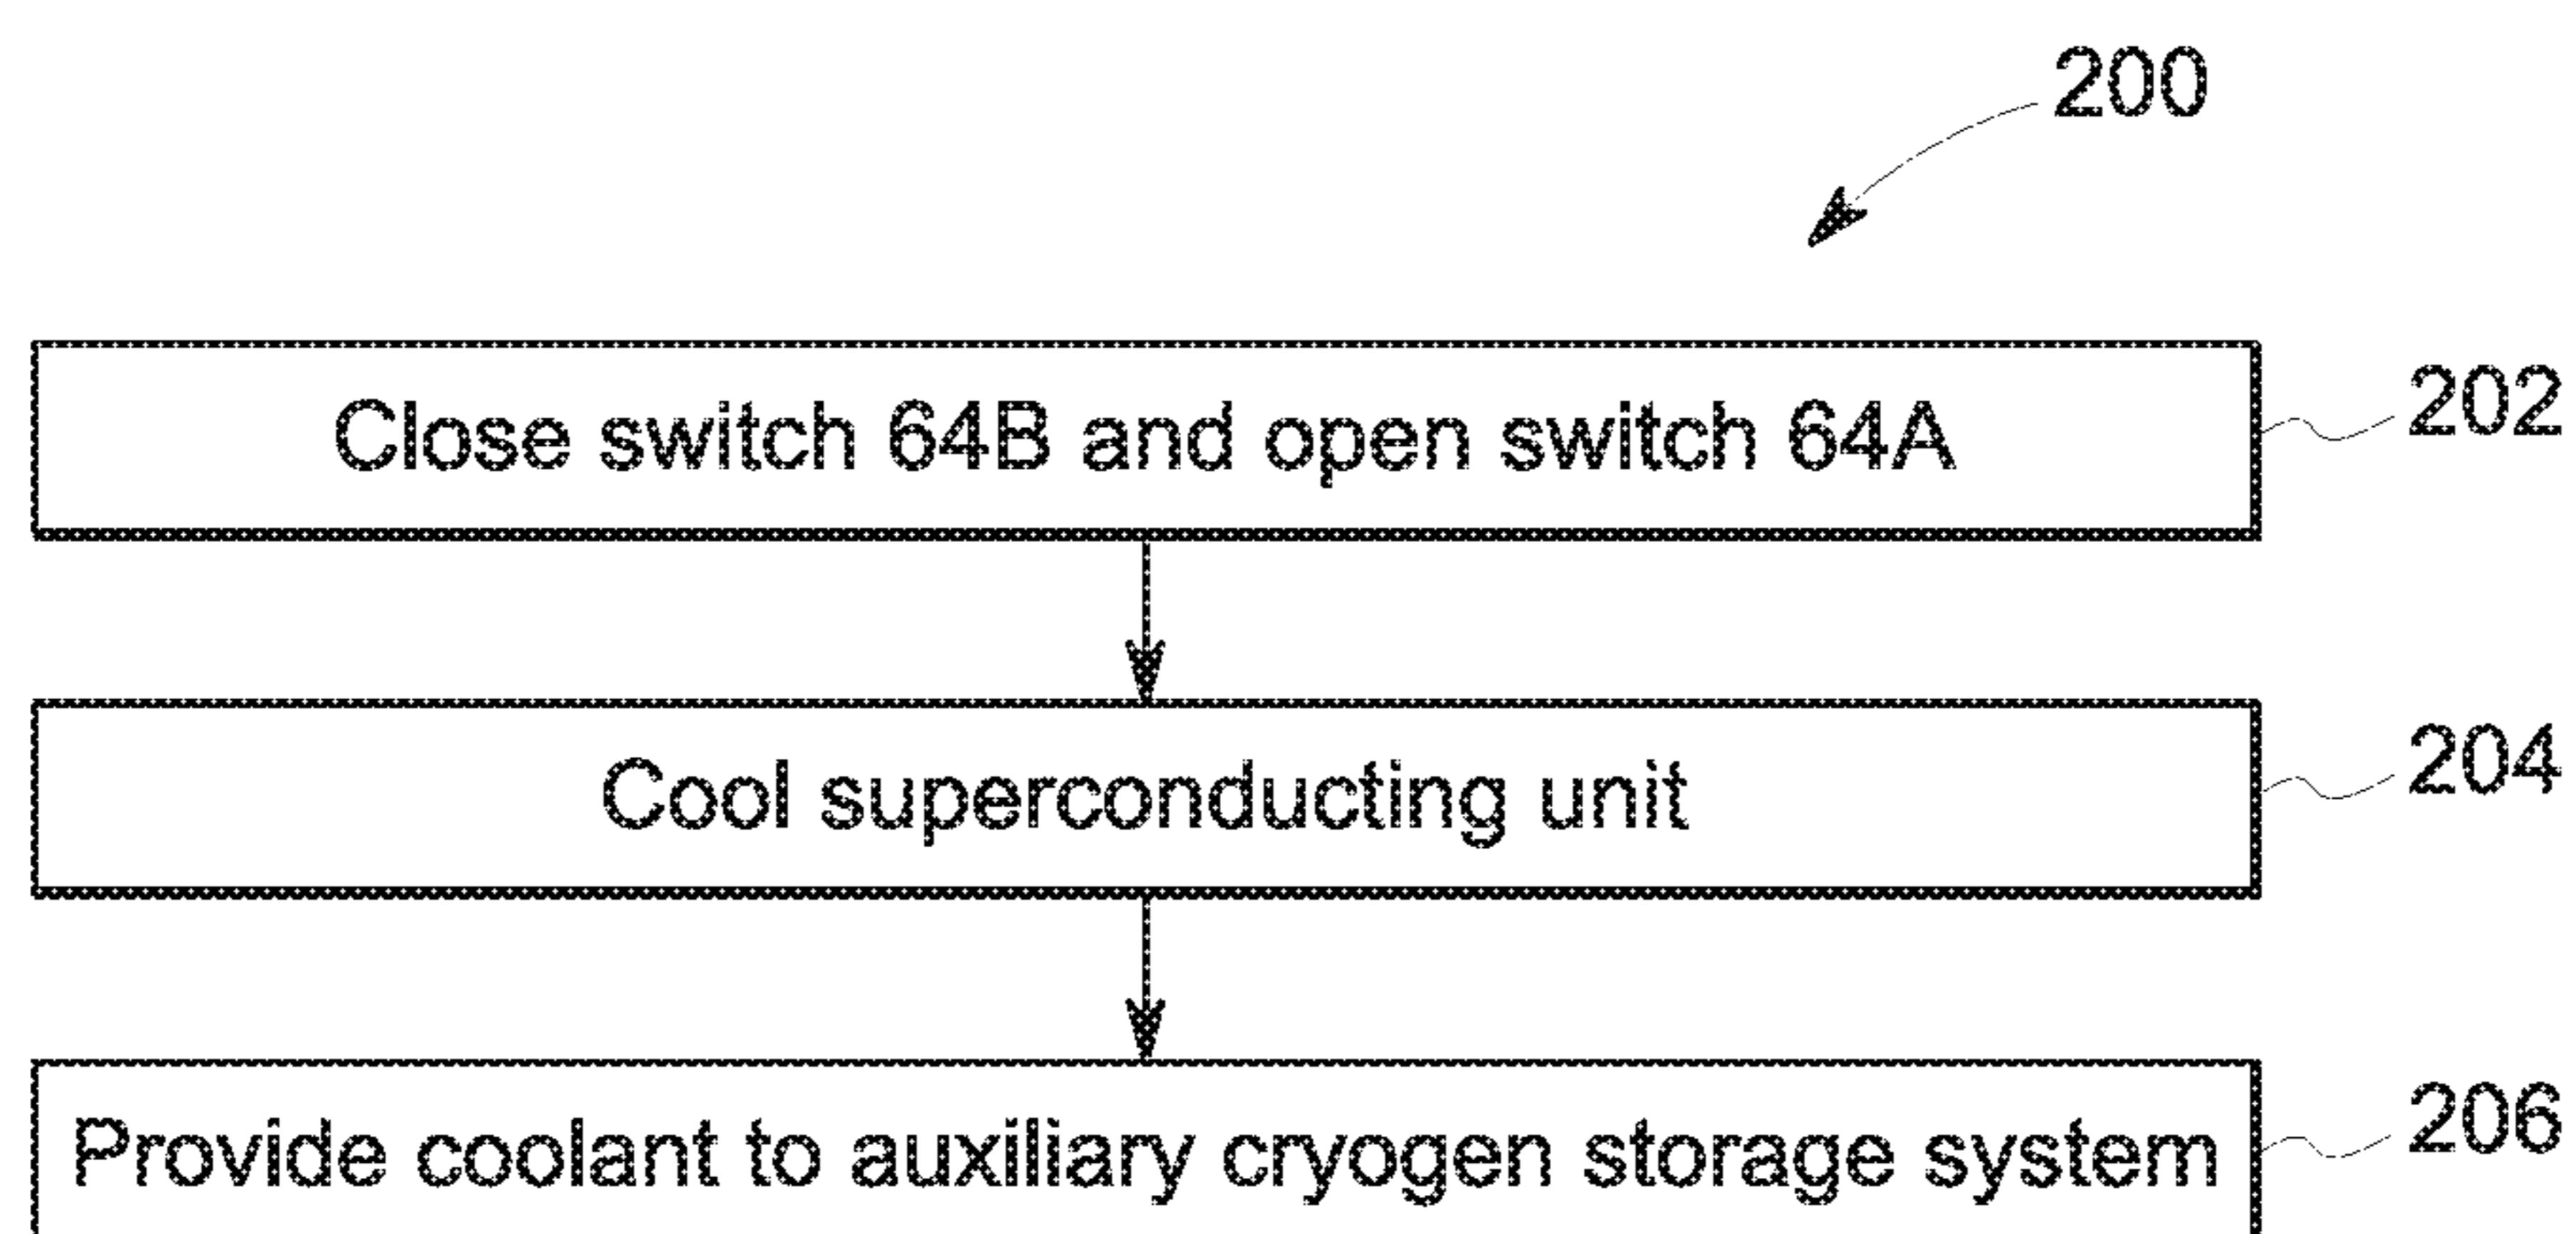 200
Close switch 64B and open switch 64A
202
Cool superconducting unit
204
Provide coolant to auxiliary cryogen storage system
206